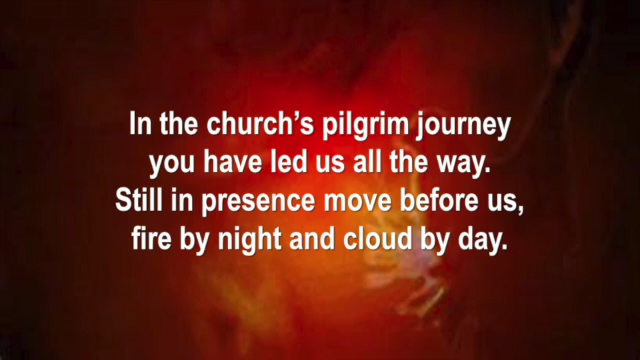 In the church’s pilgrim journey
you have led us all the way.
Still in presence move before us,
fire by night and cloud by day.